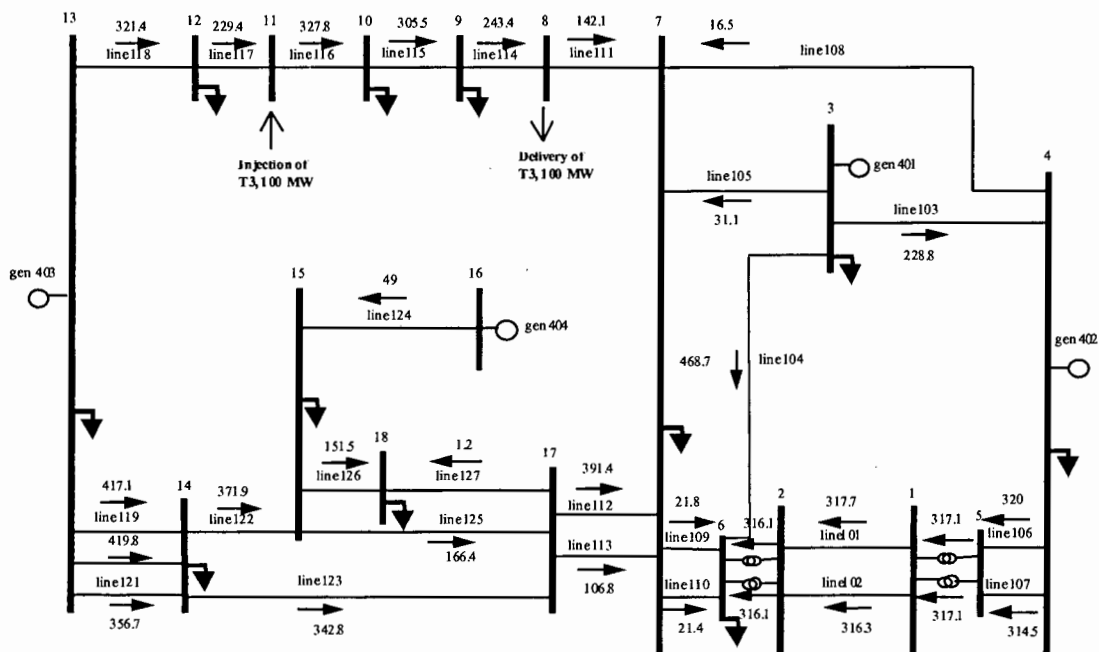 13
321.4
12
229.4
11
327.8
10
305.5
9
243.4
8
142.1
7
16.5
line118
line117
line116
line115
line114
line111
line108
3
4
Injection of
T3, 100 MW
Delivery of
T3, 100 MW
gen 401
line105
31.1
line103
228.8
gen 403
15
49
16
line124
gen 404
468.7
line104
gen 402
417.1
14
371.9
151.5
18
1.2
17
391.4
line126
line127
line112
21.8
6
316.1
2
317.7
1
317.1
5
320
line119
line122
line125
line109
line101
line106
419.8
166.4
line113
line121
line123
106.8
line110
line102
line107
356.7
342.8
21.4
316.1
316.3
317.1
314.5